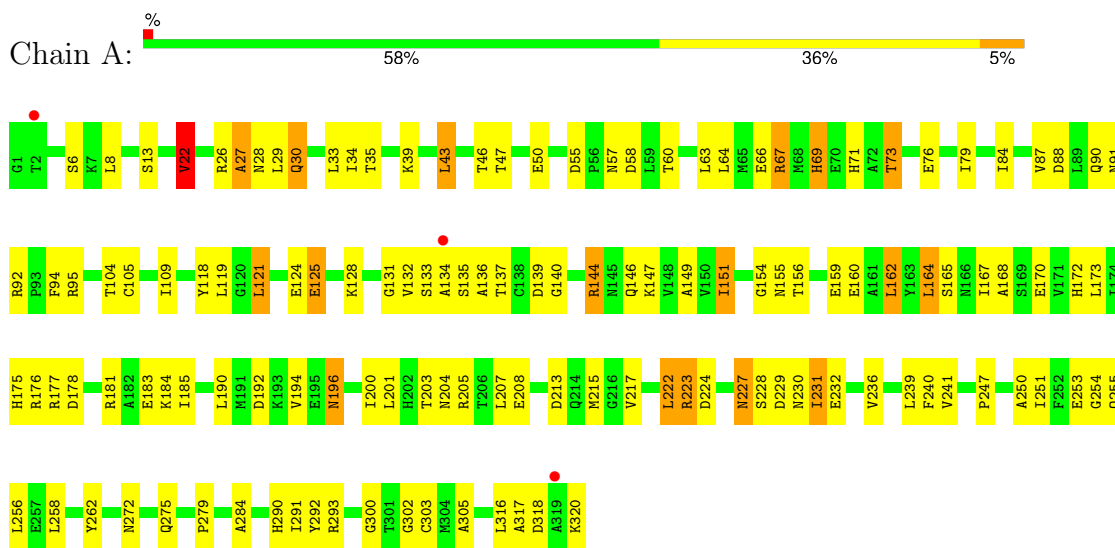 %
Chain A:
58% 36% 5%
G1 T2 S6 K7 L8 S13 V22 R26 A27 N28 L29 Q30 L33 I34 T35 K39 L43 T46 T47 E50 D55 P56 N57 D58 L59 T60 L63 L64 M65 E66 R67 M68 H69 E70 H71 A72 T73 E76 I79 I84 V87 D88 L89 Q90 N91
R92 P93 F94 R95 T104 C105 I109 Y118 L119 G120 L121 E124 E125 K128 G131 V132 S133 A134 S135 A136 T137 C138 D139 G140 R144 N145 Q146 K147 V148 A149 V150 I151 G154 N155 T156 E159 E160 A161 L162 Y163 L164 S165 N166 I167 A168 S169 E170 V171 H172 L173 I174
H175 R176 R177 D178 R181 A182 E183 K184 I185 L190 M191 D192 K193 V194 E195 N196 I200 L201 H202 T203 N204 R205 T206 L207 E208 D213 Q214 M215 G216 V217 L222 R223 D224 N227 S228 D229 N230 I231 E232 V236 L239 F240 V241 P247 A250 I251 F252 E253 G254 Q255
L256 E257 L258 Y262 N272 Q275 P279 A284 H290 I291 Y292 R293 G300 T301 G302 C303 M304 A305 L316 A317 D318 A319 K320